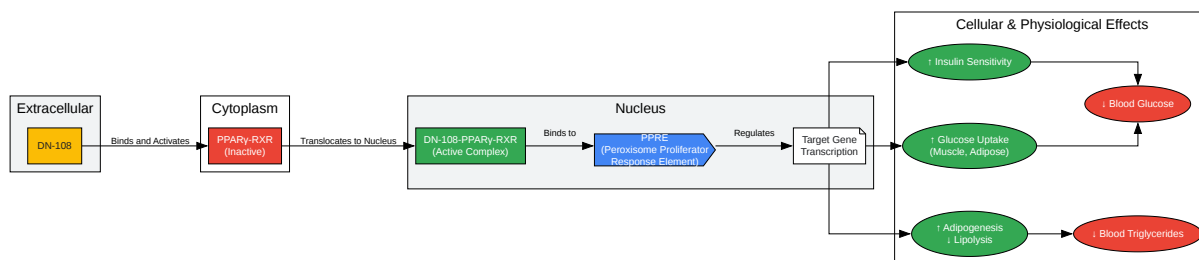 Extracellular
DN-108
Binds and Activates
Cytoplasm
PPARγ-RXR
(Inactive)
Translocates to Nucleus
Nucleus
DN-108-PPARγ-RXR
(Active Complex)
Binds to
PPRE
(Peroxisome Proliferator
Response Element)
Regulates
Target Gene
Transcription
Cellular & Physiological Effects
↑ Insulin Sensitivity
↓ Blood Glucose
↑ Glucose Uptake
(Muscle, Adipose)
↑ Adipogenesis
↓ Lipolysis
↓ Blood Triglycerides